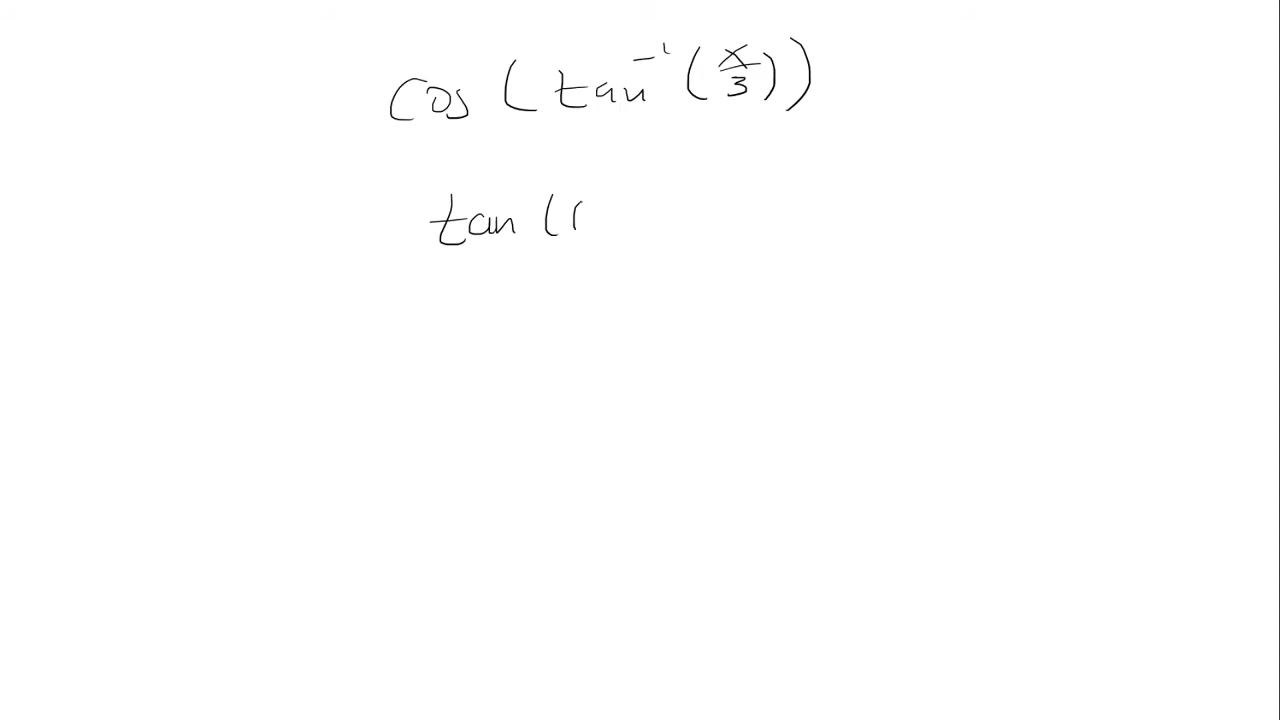 cos (tan⁻¹(x/3))
tan ((